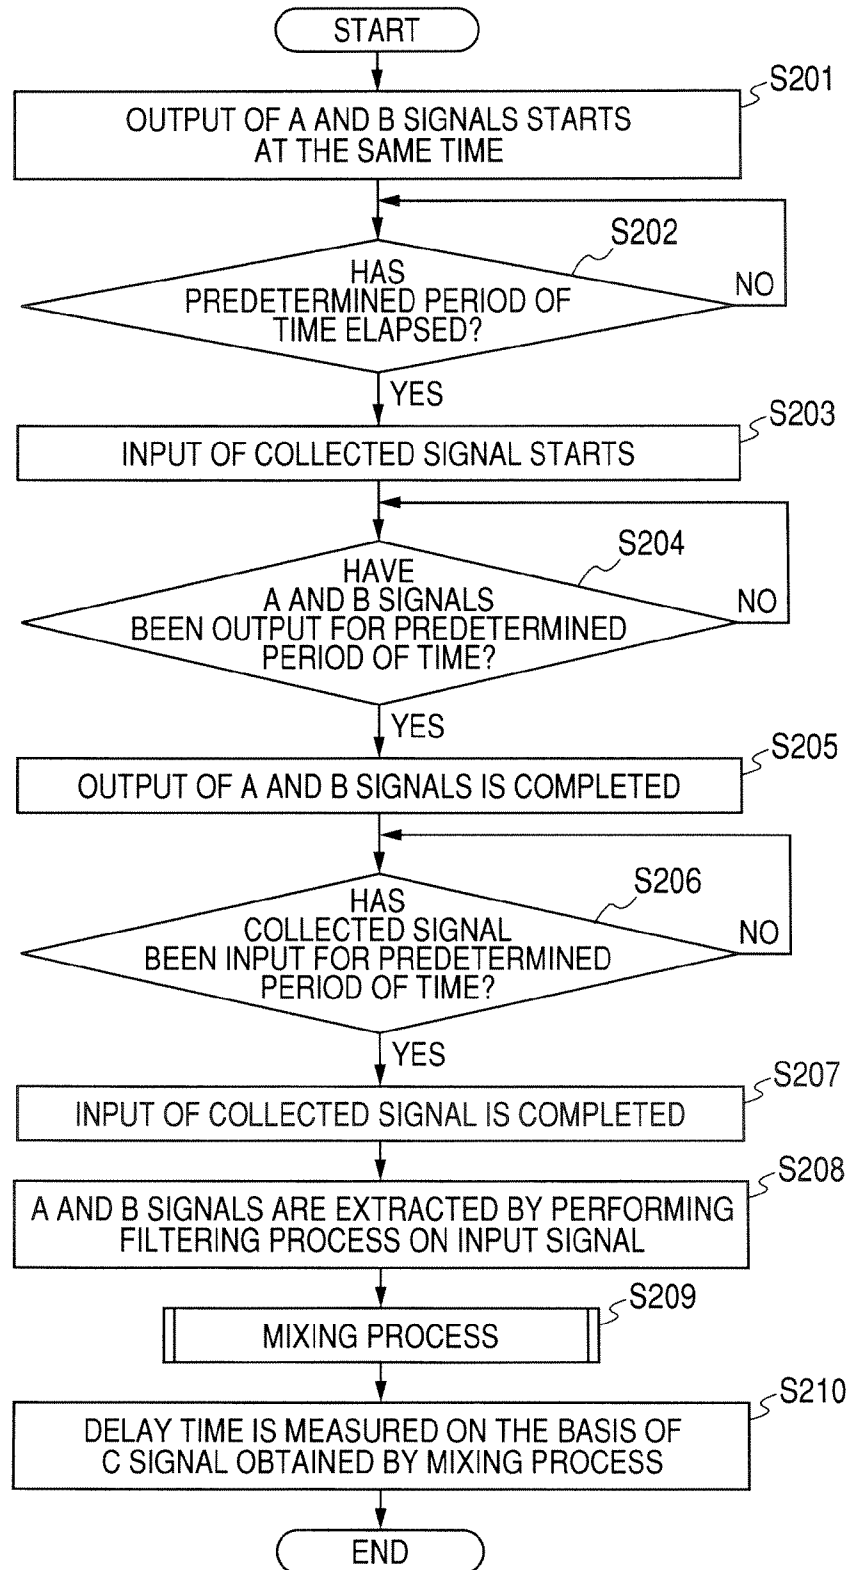 START
S201
OUTPUT OF A AND B SIGNALS STARTS
AT THE SAME TIME
S202
HAS
PREDETERMINED PERIOD OF
TIME ELAPSED?
NO
YES
S203
INPUT OF COLLECTED SIGNAL STARTS
S204
HAVE
A AND B SIGNALS
BEEN OUTPUT FOR PREDETERMINED
PERIOD OF TIME?
NO
YES
S205
OUTPUT OF A AND B SIGNALS IS COMPLETED
S206
HAS
COLLECTED SIGNAL
BEEN INPUT FOR PREDETERMINED
PERIOD OF TIME?
NO
YES
S207
INPUT OF COLLECTED SIGNAL IS COMPLETED
S208
A AND B SIGNALS ARE EXTRACTED BY PERFORMING
FILTERING PROCESS ON INPUT SIGNAL
S209
MIXING PROCESS
S210
DELAY TIME IS MEASURED ON THE BASIS OF
C SIGNAL OBTAINED BY MIXING PROCESS
END